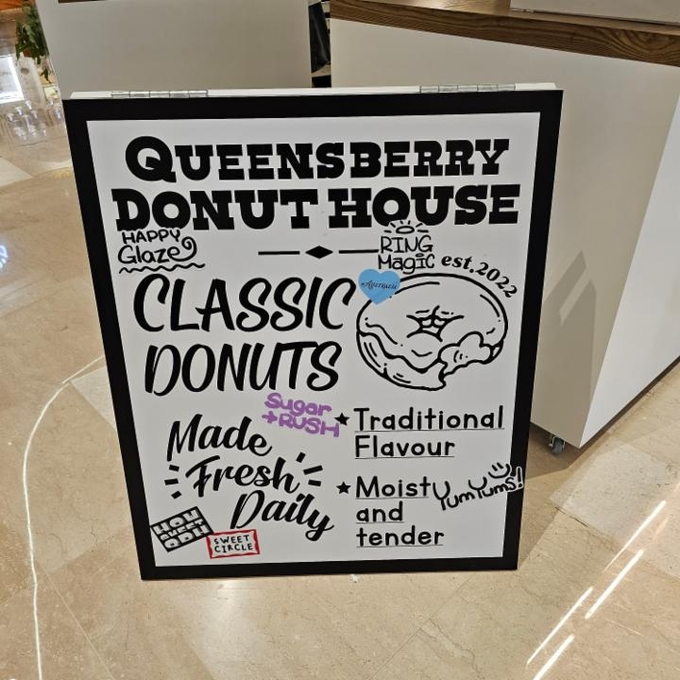 QUEENSBERRY
DONUT HOUSE
HAPPY
Glaze
RING
Magic
est.2022
CLASSIC
DONUTS
Sugar
+RUSH
Made
Fresh
Daily
★ Traditional
Flavour
★ Moist
and
tender
YumYums!
SWEET
CIRCLE